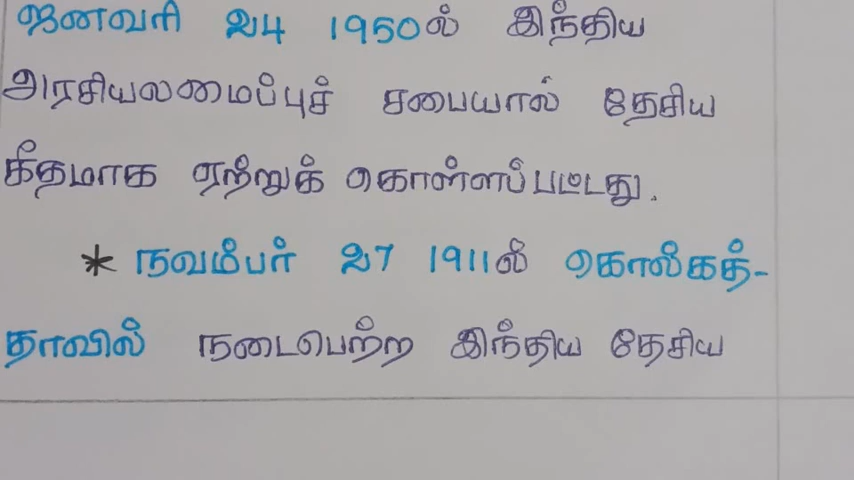 ஜனவரி 24 1950ல் இந்திய
அரசியலமைப்புச் சபையால் தேசிய
கீதமாக ஏற்றுக் கொள்ளப்பட்டது.
* நவம்பர் 27 1911ல் கொல்கத்-
தாவில் நடைபெற்ற இந்திய தேசிய